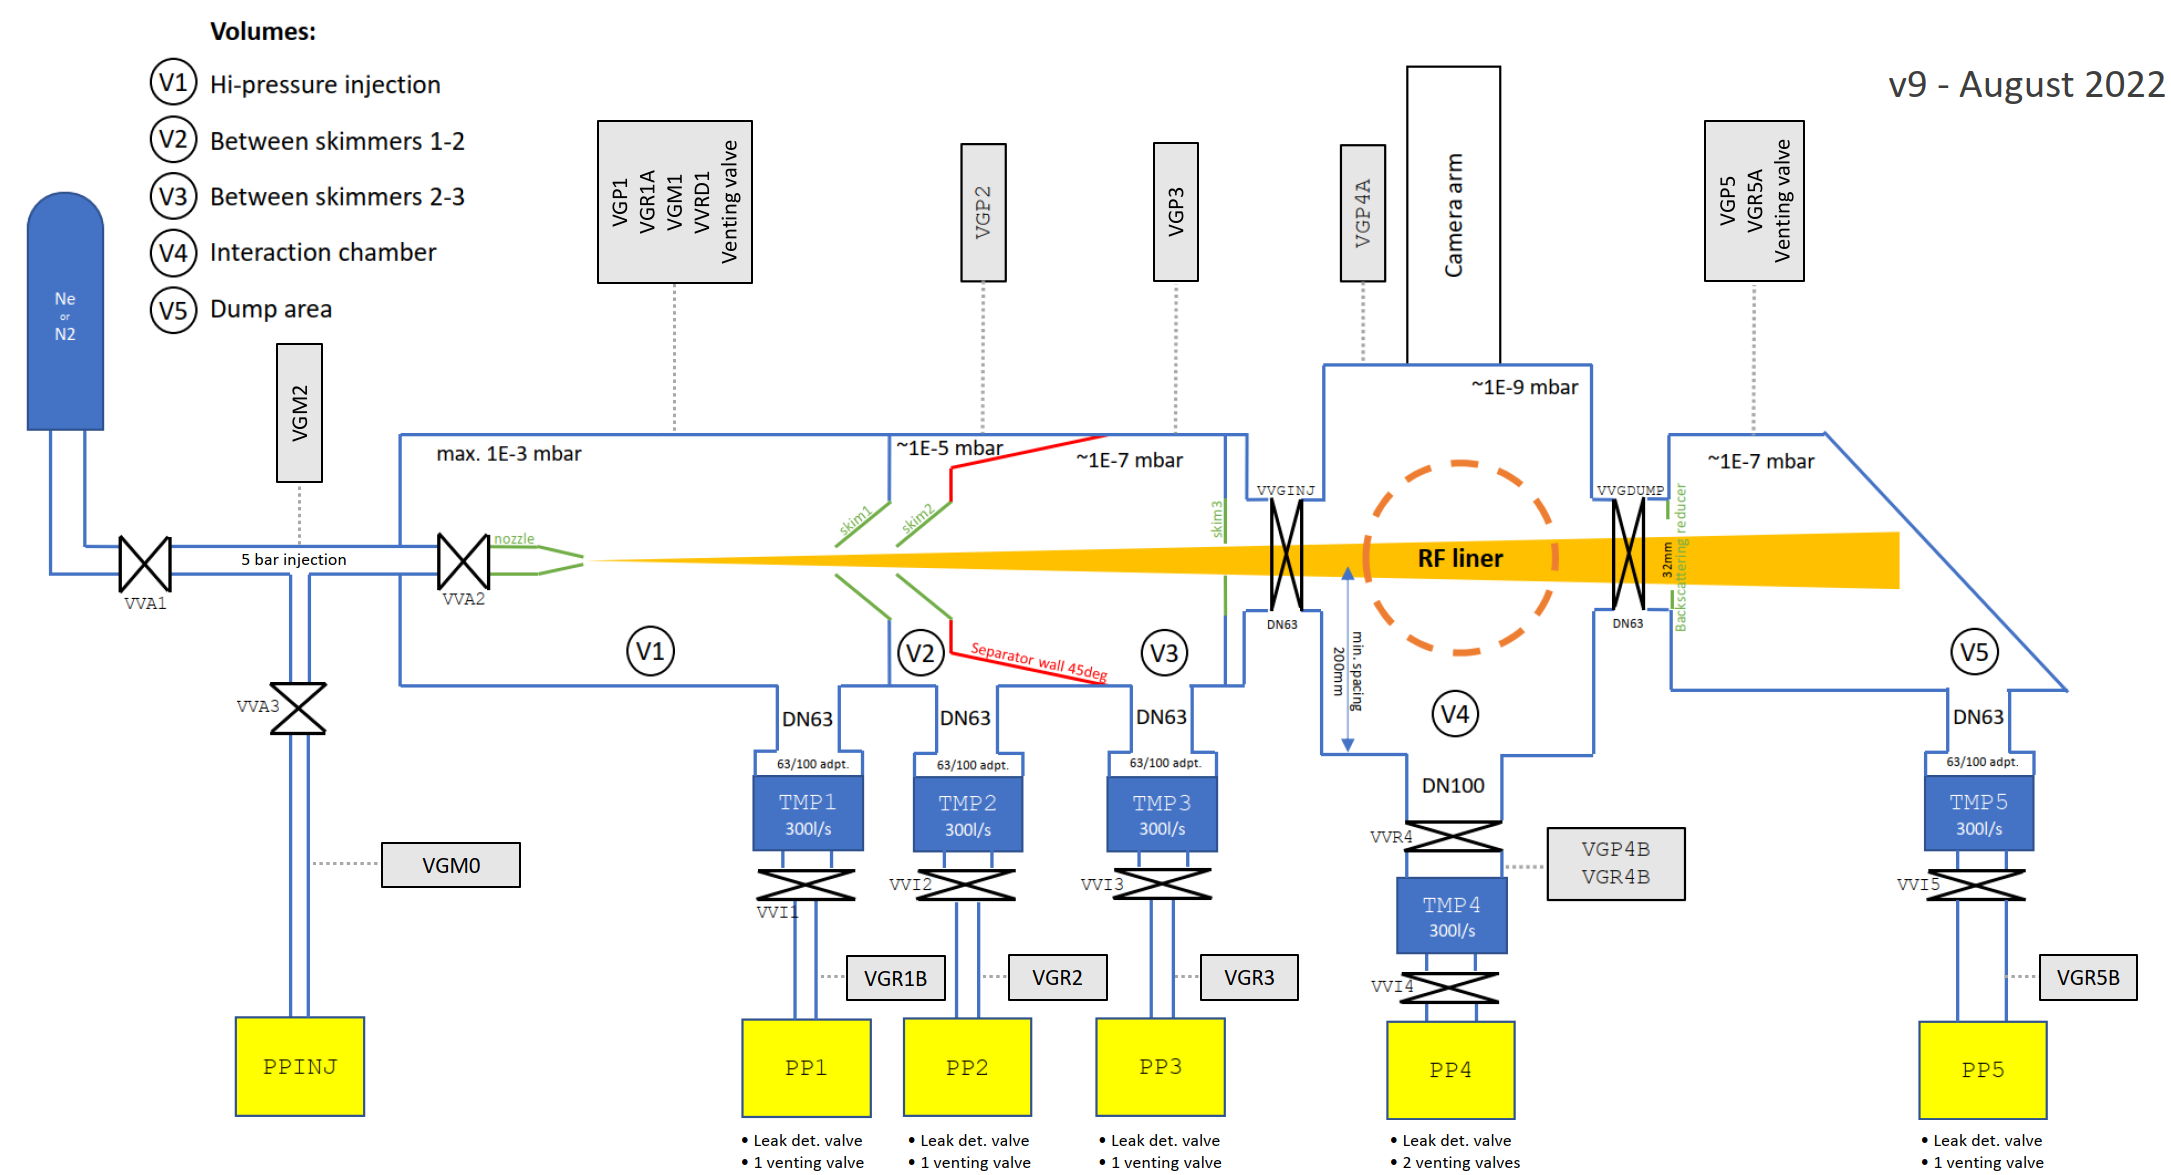 Volumes:
V1 Hi-pressure injection
V2 Between skimmers 1-2
V3 Between skimmers 2-3
V4 Interaction chamber
V5 Dump area
v9 - August 2022
Ne
or
N2
VGM2
VGP1
VGR1A
VGM1
VVRD1
Venting valve
VGP2
VGP3
VGP4A
Camera arm
VGP5
VGR5A
Venting valve
max. 1E-3 mbar
~1E-5 mbar
~1E-7 mbar
~1E-9 mbar
~1E-7 mbar
5 bar injection
VVA1
VVA2
nozzle
skim1
skim2
skim3
VVGINJ
DN63
RF liner
VVGDUMP
DN63
32mm
Backscattering reducer
V1
V2
Separator wall 45deg
V3
min. spacing
200mm
V4
V5
VVA3
VGM0
PPINJ
DN63
63/100 adpt.
TMP1
300l/s
VVI1
VGR1B
PP1
• Leak det. valve
• 1 venting valve
DN63
63/100 adpt.
TMP2
300l/s
VVI2
VGR2
PP2
• Leak det. valve
• 1 venting valve
DN63
63/100 adpt.
TMP3
300l/s
VVI3
VGR3
PP3
• Leak det. valve
• 1 venting valve
DN100
VVR4
VGP4B
VGR4B
TMP4
300l/s
VVI4
PP4
• Leak det. valve
• 2 venting valves
DN63
63/100 adpt.
TMP5
300l/s
VVI5
VGR5B
PP5
• Leak det. valve
• 1 venting valve